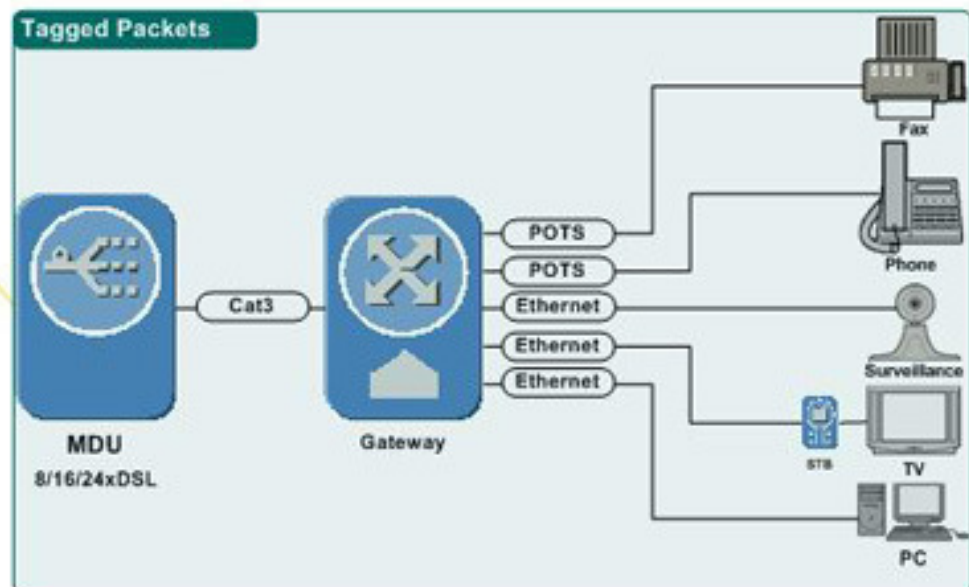 Tagged Packets
Fax
POTS
Phone
POTS
Cat3
Ethernet
Surveillance
Ethernet
Ethernet
MDU
8/16/24xDSL
Gateway
STB
TV
PC